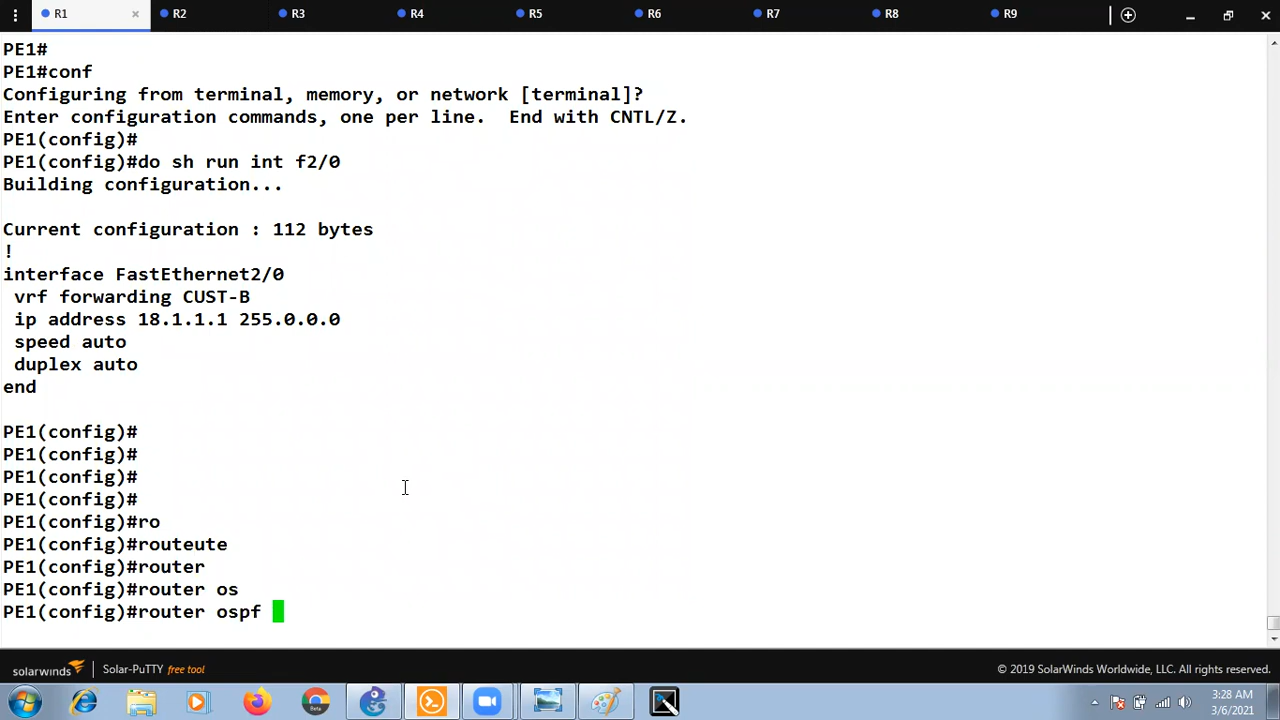 R1 × R2 R3 R4 R5 R6 R7 R8 R9
PE1#
PE1#conf
Configuring from terminal, memory, or network [terminal]?
Enter configuration commands, one per line.  End with CNTL/Z.
PE1(config)#
PE1(config)#do sh run int f2/0
Building configuration...
Current configuration : 112 bytes
!
interface FastEthernet2/0
 vrf forwarding CUST-B
 ip address 18.1.1.1 255.0.0.0
 speed auto
 duplex auto
end
PE1(config)#
PE1(config)#
PE1(config)#
PE1(config)#
PE1(config)#ro
PE1(config)#routeute
PE1(config)#router
PE1(config)#router os
PE1(config)#router ospf
solarwinds Solar-PuTTY free tool © 2019 SolarWinds Worldwide, LLC. All rights reserved.
Beta
3:28 AM
3/6/2021